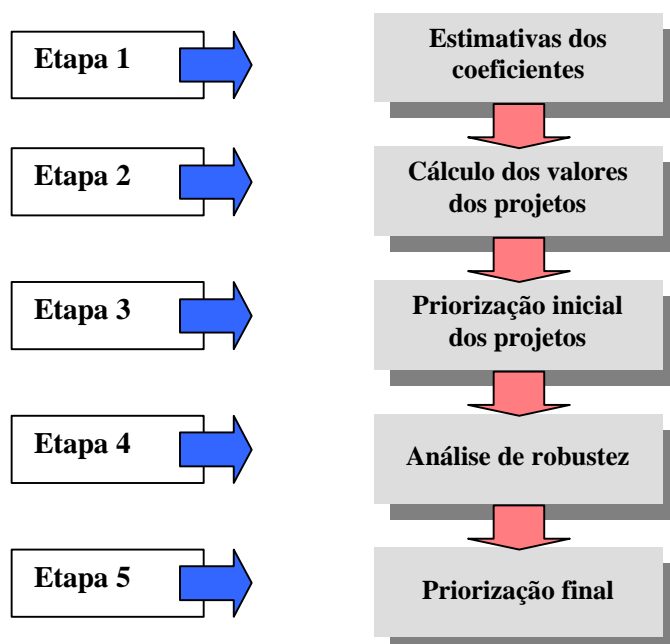 Etapa 1
Estimativas dos
coeficientes
Etapa 2
Cálculo dos valores
dos projetos
Etapa 3
Priorização inicial
dos projetos
Etapa 4
Análise de robustez
Etapa 5
Priorização final